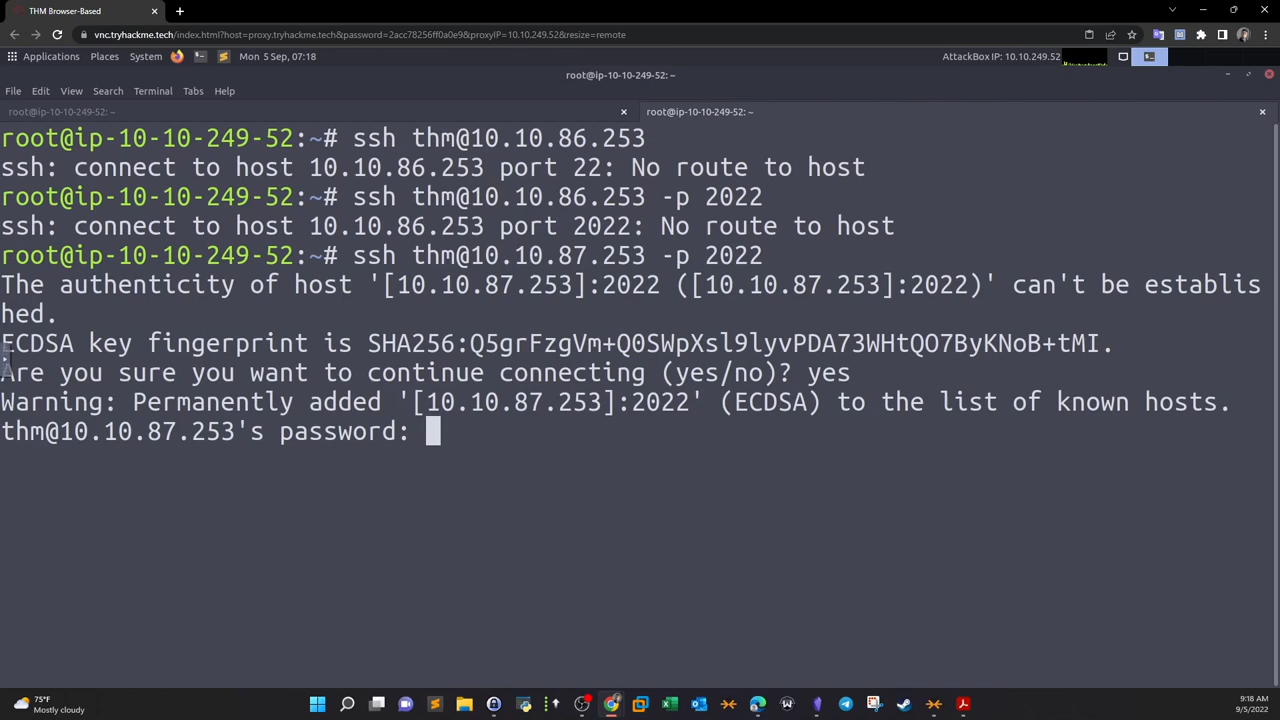 THM Browser-Based
vnc.tryhackme.tech/index.html?host=proxy.tryhackme.tech&password=2acc78256ff0a0e9&proxyIP=10.10.249.52&resize=remote
Applications Places System Mon 5 Sep, 07:18 AttackBox IP: 10.10.249.52
root@ip-10-10-249-52: ~
File Edit View Search Terminal Tabs Help
root@ip-10-10-249-52: ~ root@ip-10-10-249-52: ~
root@ip-10-10-249-52:~# ssh thm@10.10.86.253
ssh: connect to host 10.10.86.253 port 22: No route to host
root@ip-10-10-249-52:~# ssh thm@10.10.86.253 -p 2022
ssh: connect to host 10.10.86.253 port 2022: No route to host
root@ip-10-10-249-52:~# ssh thm@10.10.87.253 -p 2022
The authenticity of host '[10.10.87.253]:2022 ([10.10.87.253]:2022)' can't be establis
hed.
ECDSA key fingerprint is SHA256:Q5grFzgVm+Q0SWpXsl9lyvPDA73WHtQO7ByKNoB+tMI.
Are you sure you want to continue connecting (yes/no)? yes
Warning: Permanently added '[10.10.87.253]:2022' (ECDSA) to the list of known hosts.
thm@10.10.87.253's password:
75°F
Mostly cloudy
9:18 AM
9/5/2022